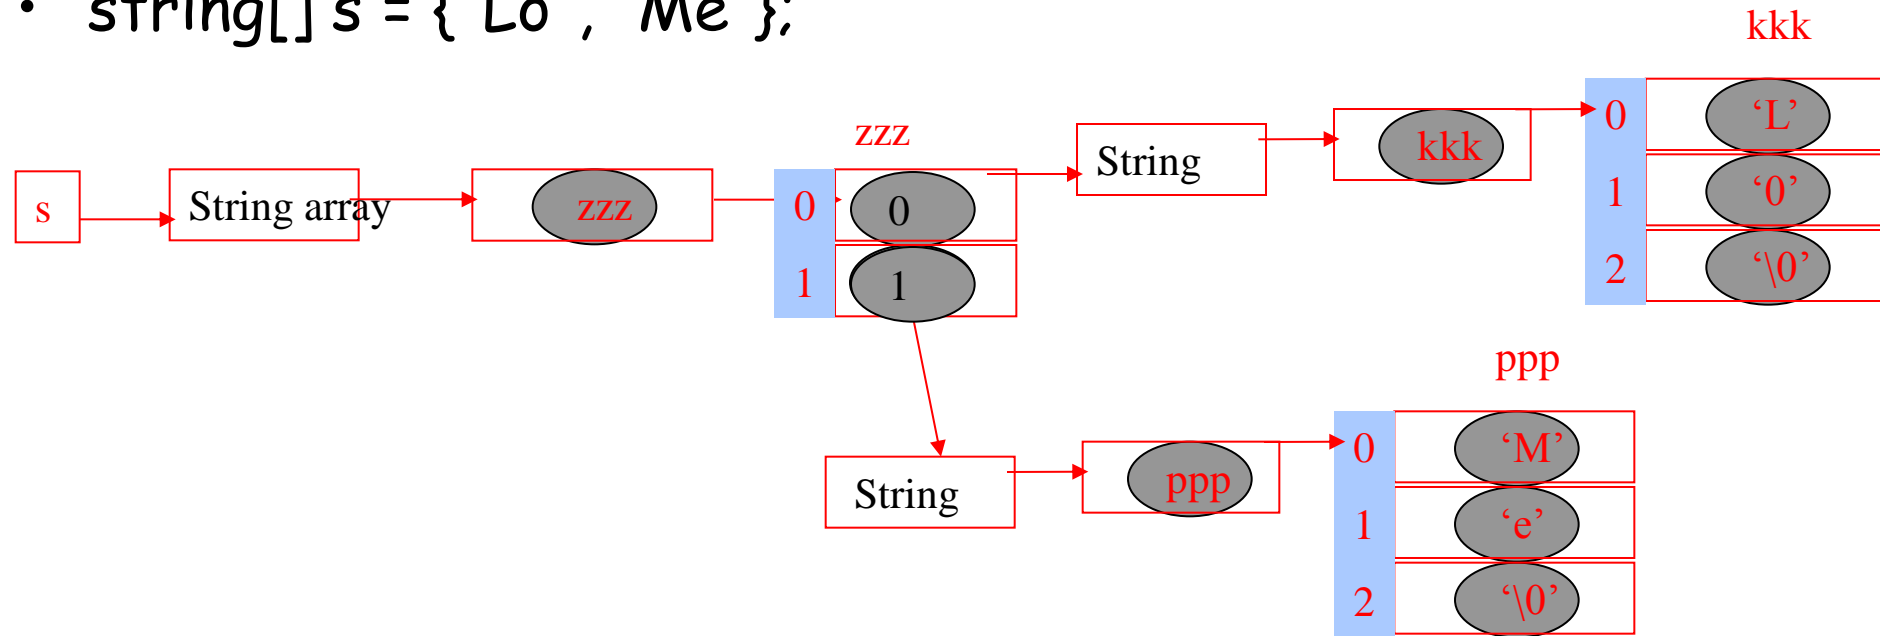 • string[] s = { "Lo", "Me" };
kkk
zzz
s
String array
zzz
0
0
1
1
String
kkk
0
‘L’
1
‘0’
2
‘\0’
ppp
String
ppp
0
‘M’
1
‘e’
2
‘\0’